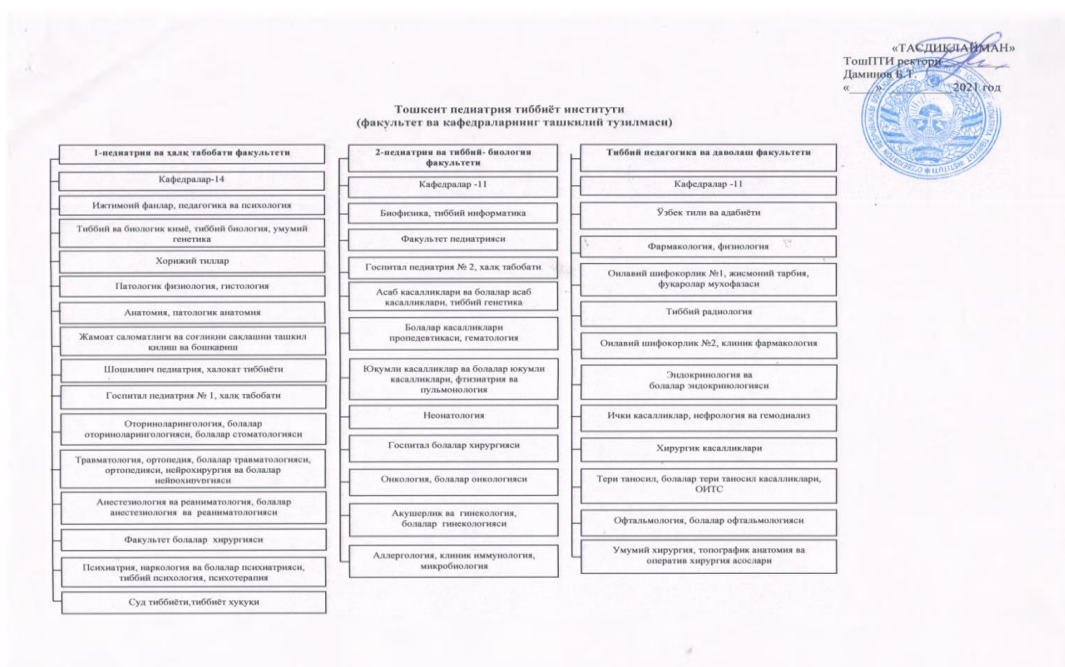 «ТАСДИКЛАЙМАН»
ТошПТИ ректори
Даминов Б.Т.
«____»____________2021 год
Тошкент педиатрия тиббиёт институти
(факультет ва кафедраларнинг ташкилий тузилмаси)
1-педиатрия ва халқ табобати факультети
Кафедралар-14
Ижтимоий фанлар, педагогика ва психология
Тиббий ва биологик кимё, тиббий биология, умумий
генетика
Хорижий тиллар
Патологик физиология, гистология
Анатомия, патологик анатомия
Жамоат саломатлиги ва соғлиқни сақлашни ташкил
қилиш ва бошқариш
Шошилинч педиатрия, халокат тиббиёти
Госпитал педиатрия № 1, халқ табобати
Оториноларингология, болалар
оториноларингологияси, болалар стоматологияси
Травматология, ортопедия, болалар травматологияси,
ортопедияси, нейрохирургия ва болалар
нейрохирургияси
Анестезиология ва реаниматология, болалар
анестезиология ва реаниматологияси
Факультет болалар хирургияси
Психиатрия, наркология ва болалар психиатрияси,
тиббий психология, психотерапия
Суд тиббиёти,тиббиёт хуқуқи
2-педиатрия ва тиббий- биология
факультети
Кафедралар -11
Биофизика, тиббий информатика
Факультет педиатрияси
Госпитал педиатрия № 2, халқ табобати
Асаб касалликлари ва болалар асаб
касалликлари, тиббий генетика
Болалар касалликлари
пропедевтикаси, гематология
Юкумли касалликлар ва болалар юкумли
касалликлари, фтизиатрия ва
пульмонология
Неонатология
Госпитал болалар хирургияси
Онкология, болалар онкологияси
Акушерлик ва гинекология,
болалар гинекологияси
Аллергология, клиник иммунология,
микробиология
Тиббий педагогика ва даволаш факультети
Кафедралар -11
Ўзбек тили ва адабиёти
Фармакология, физиология
Оилавий шифокорлик №1, жисмоний тарбия,
фукаролар мухофазаси
Тиббий радиология
Оилавий шифокорлик №2, клиник фармакология
Эндокринология ва
болалар эндокринологияси
Ички касалликлар, нефрология ва гемодиализ
Хирургик касалликлари
Тери таносил, болалар тери таносил касалликлари,
ОИТС
Офтальмология, болалар офтальмологияси
Умумий хирургия, топографик анатомия ва
оператив хирургия асослари